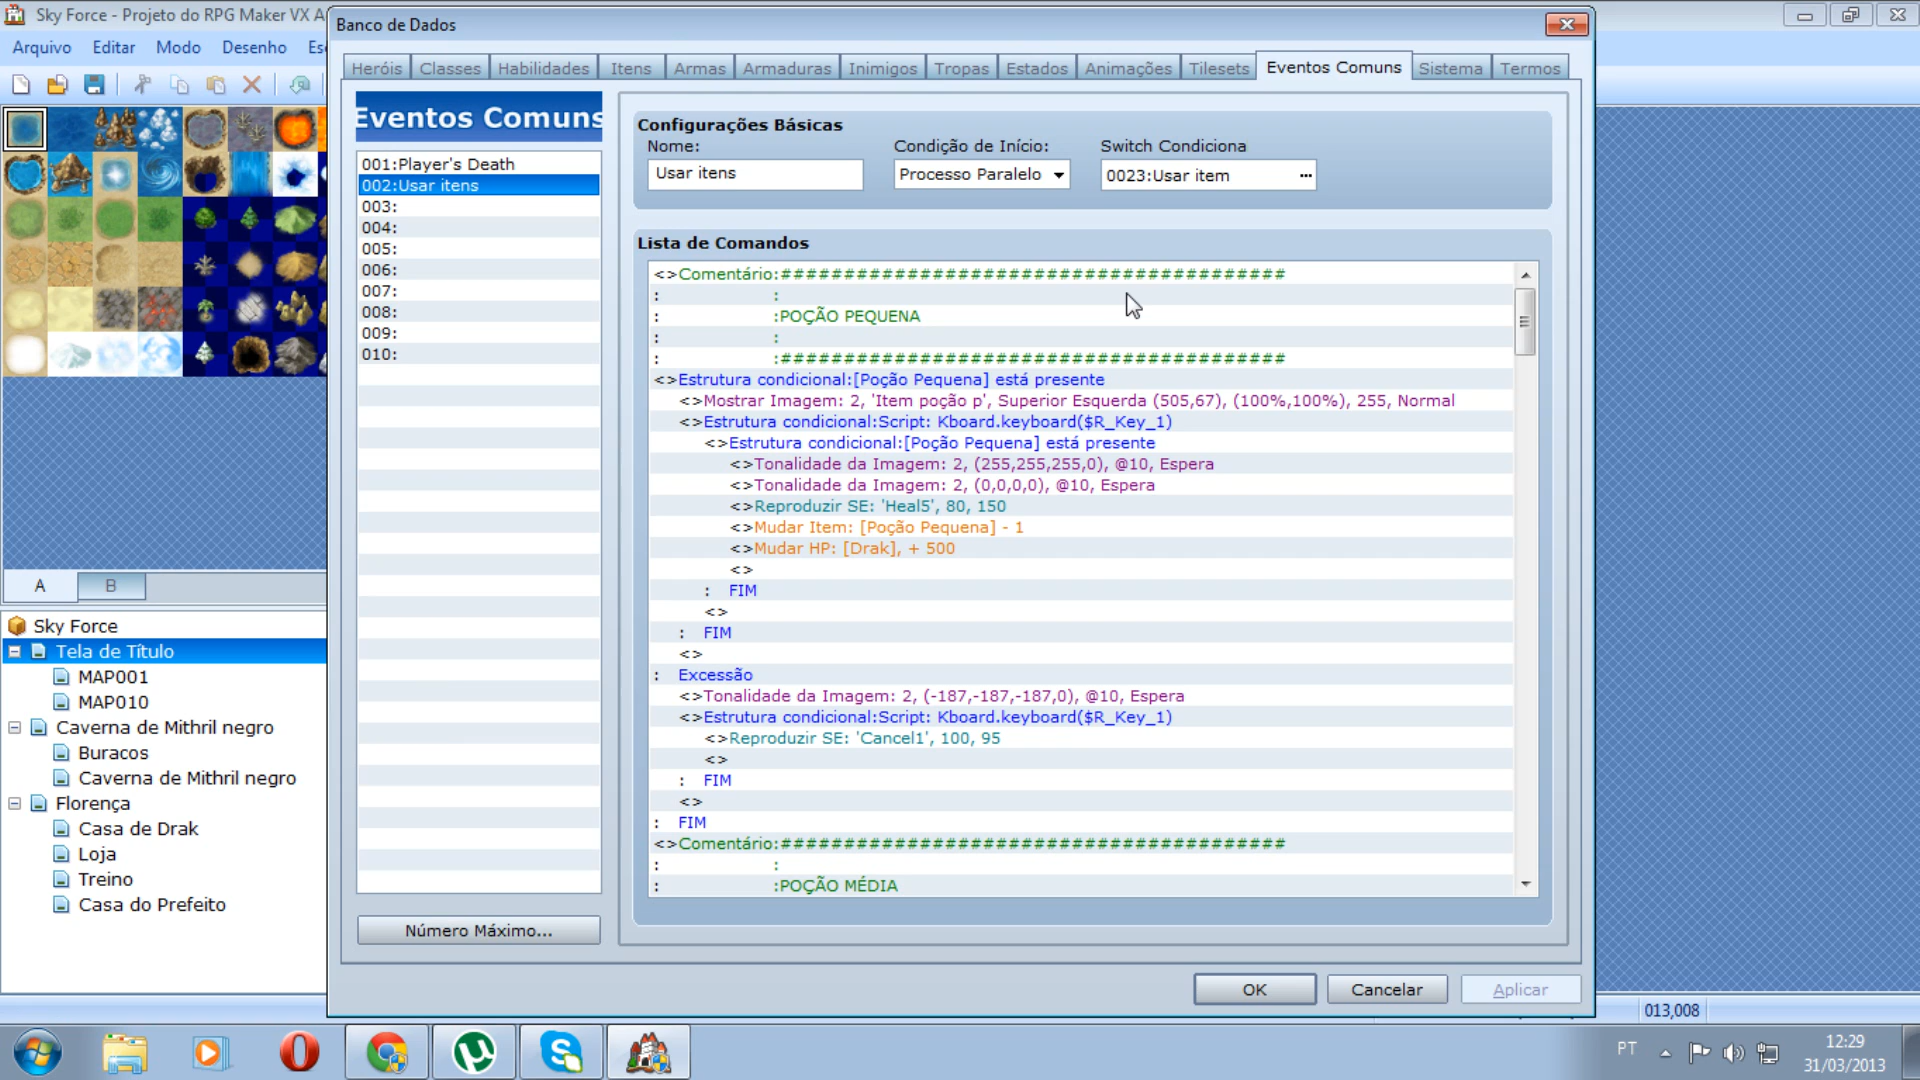 Sky Force - Projeto do RPG Maker VX A
Arquivo Editar Modo Desenho Es
A B
Sky Force
Tela de Título
MAP001
MAP010
Caverna de Mithril negro
Buracos
Caverna de Mithril negro
Florença
Casa de Drak
Loja
Treino
Casa do Prefeito
Banco de Dados
Heróis Classes Habilidades Itens Armas Armaduras Inimigos Tropas Estados Animações Tilesets Eventos Comuns Sistema Termos
Eventos Comuns
001:Player's Death
002:Usar itens
003:
004:
005:
006:
007:
008:
009:
010:
Número Máximo...
Configurações Básicas
Nome: Condição de Início: Switch Condiciona
Usar itens Processo Paralelo 0023:Usar item ...
Lista de Comandos
<>Comentário:########################################
: :
: :POÇÃO PEQUENA
: :
: :########################################
<>Estrutura condicional:[Poção Pequena] está presente
<>Mostrar Imagem: 2, 'Item poção p', Superior Esquerda (505,67), (100%,100%), 255, Normal
<>Estrutura condicional:Script: Kboard.keyboard($R_Key_1)
<>Estrutura condicional:[Poção Pequena] está presente
<>Tonalidade da Imagem: 2, (255,255,255,0), @10, Espera
<>Tonalidade da Imagem: 2, (0,0,0,0), @10, Espera
<>Reproduzir SE: 'Heal5', 80, 150
<>Mudar Item: [Poção Pequena] - 1
<>Mudar HP: [Drak], + 500
<>
: FIM
<>
: FIM
<>
: Excessão
<>Tonalidade da Imagem: 2, (-187,-187,-187,0), @10, Espera
<>Estrutura condicional:Script: Kboard.keyboard($R_Key_1)
<>Reproduzir SE: 'Cancel1', 100, 95
<>
: FIM
<>
: FIM
<>Comentário:########################################
: :
: :POÇÃO MÉDIA
OK Cancelar Aplicar
013,008
PT
12:29
31/03/2013